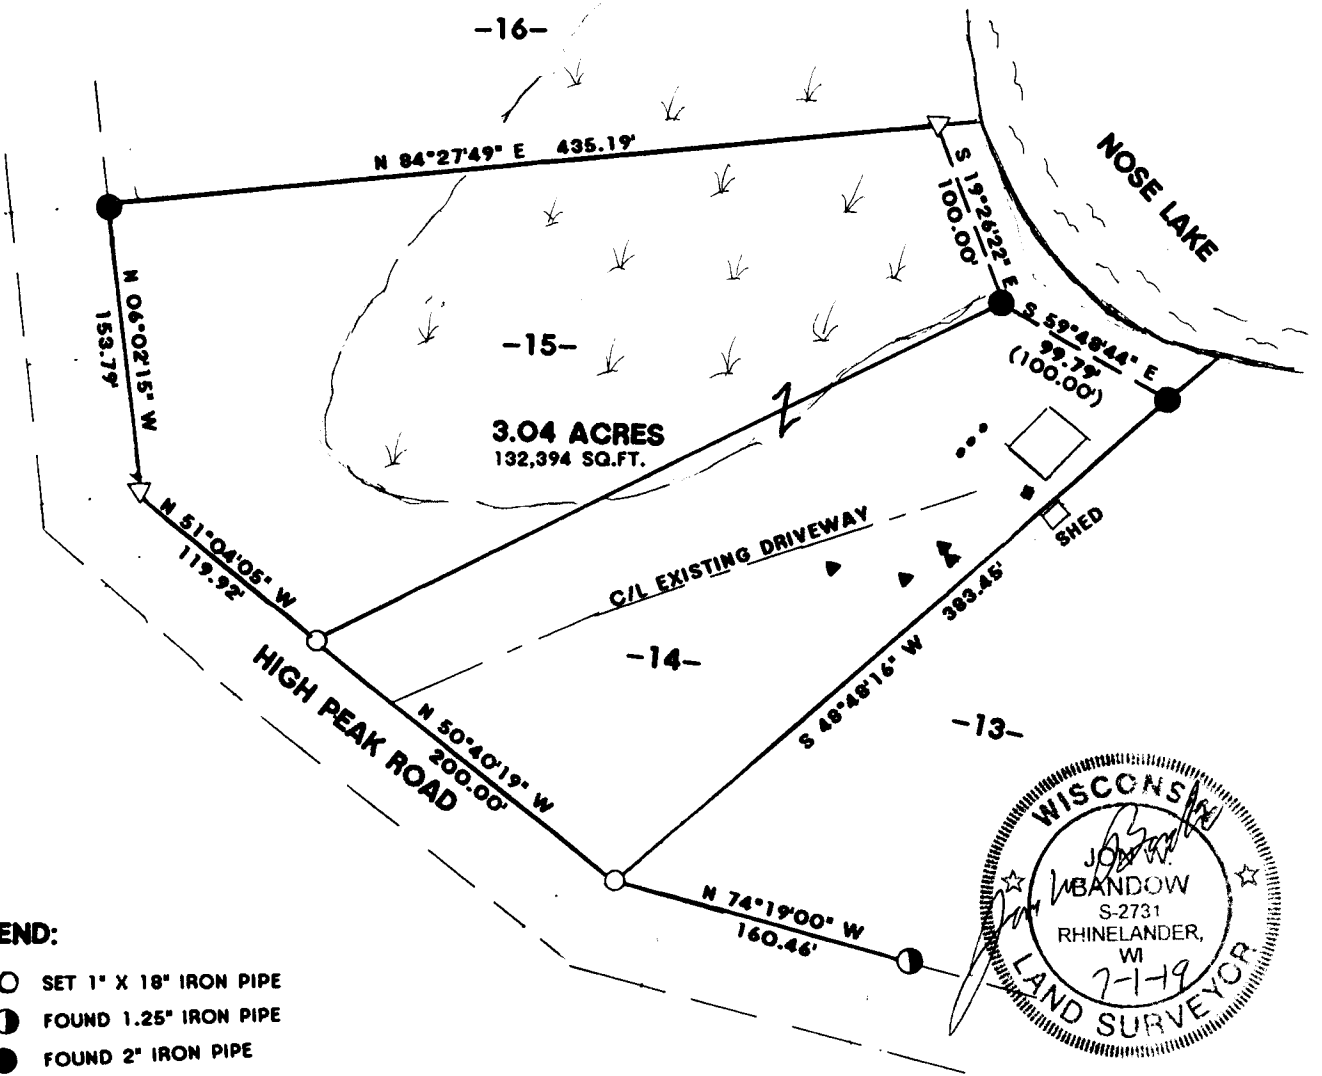 -16-
N 84°27'49" E 435.19'
NOSE LAKE
S 19°26'22" E
100.00'
N 06°02'15" W
153.79'
S 59°48'44" E
99.79'
(100.00')
-15-
3.04 ACRES
132,394 SQ.FT.
Z
N 51°04'05" W
119.92'
C/L EXISTING DRIVEWAY
SHED
HIGH PEAK ROAD
-14-
S 48°48'16" W 383.45'
N 50°40'19" W
200.00'
-13-
N 74°19'00" W
160.46'
WISCONSIN
JON W.
BANDOW
S-2731
RHINELANDER,
WI
7-1-19
LAND SURVEYOR
END:
SET 1" X 18" IRON PIPE
FOUND 1.25" IRON PIPE
FOUND 2" IRON PIPE